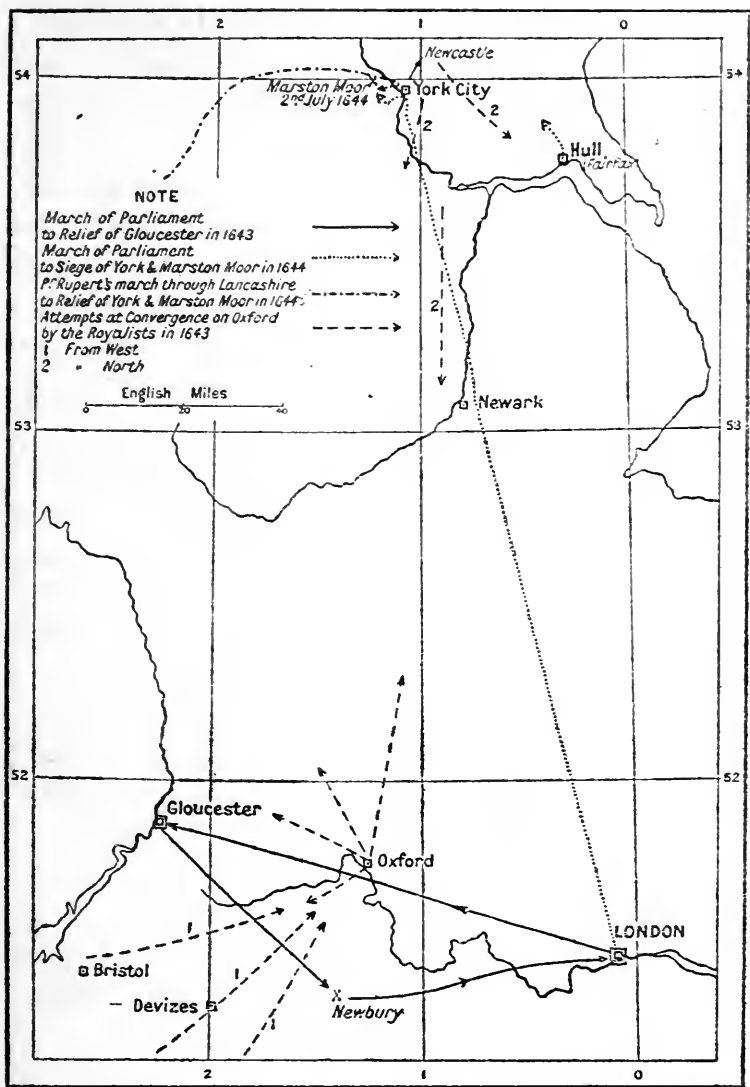 2 1 0
54 54
Newcastle
Marston Moor
2nd July 1644
York City
2
2
Hull
(Fairfax)
NOTE
March of Parliament
to Relief of Gloucester in 1643
March of Parliament
to Siege of York & Marston Moor in 1644
Pce Rupert's march through Lancashire
to Relief of York & Marston Moor in 1644
Attempts at Convergence on Oxford
by the Royalists in 1643
1 From West
2 " North
2
English Miles
0 20 40
Newark
53 53
52 52
Gloucester
Oxford
1
LONDON
Bristol
1
Devizes
Newbury
1
2 1 0